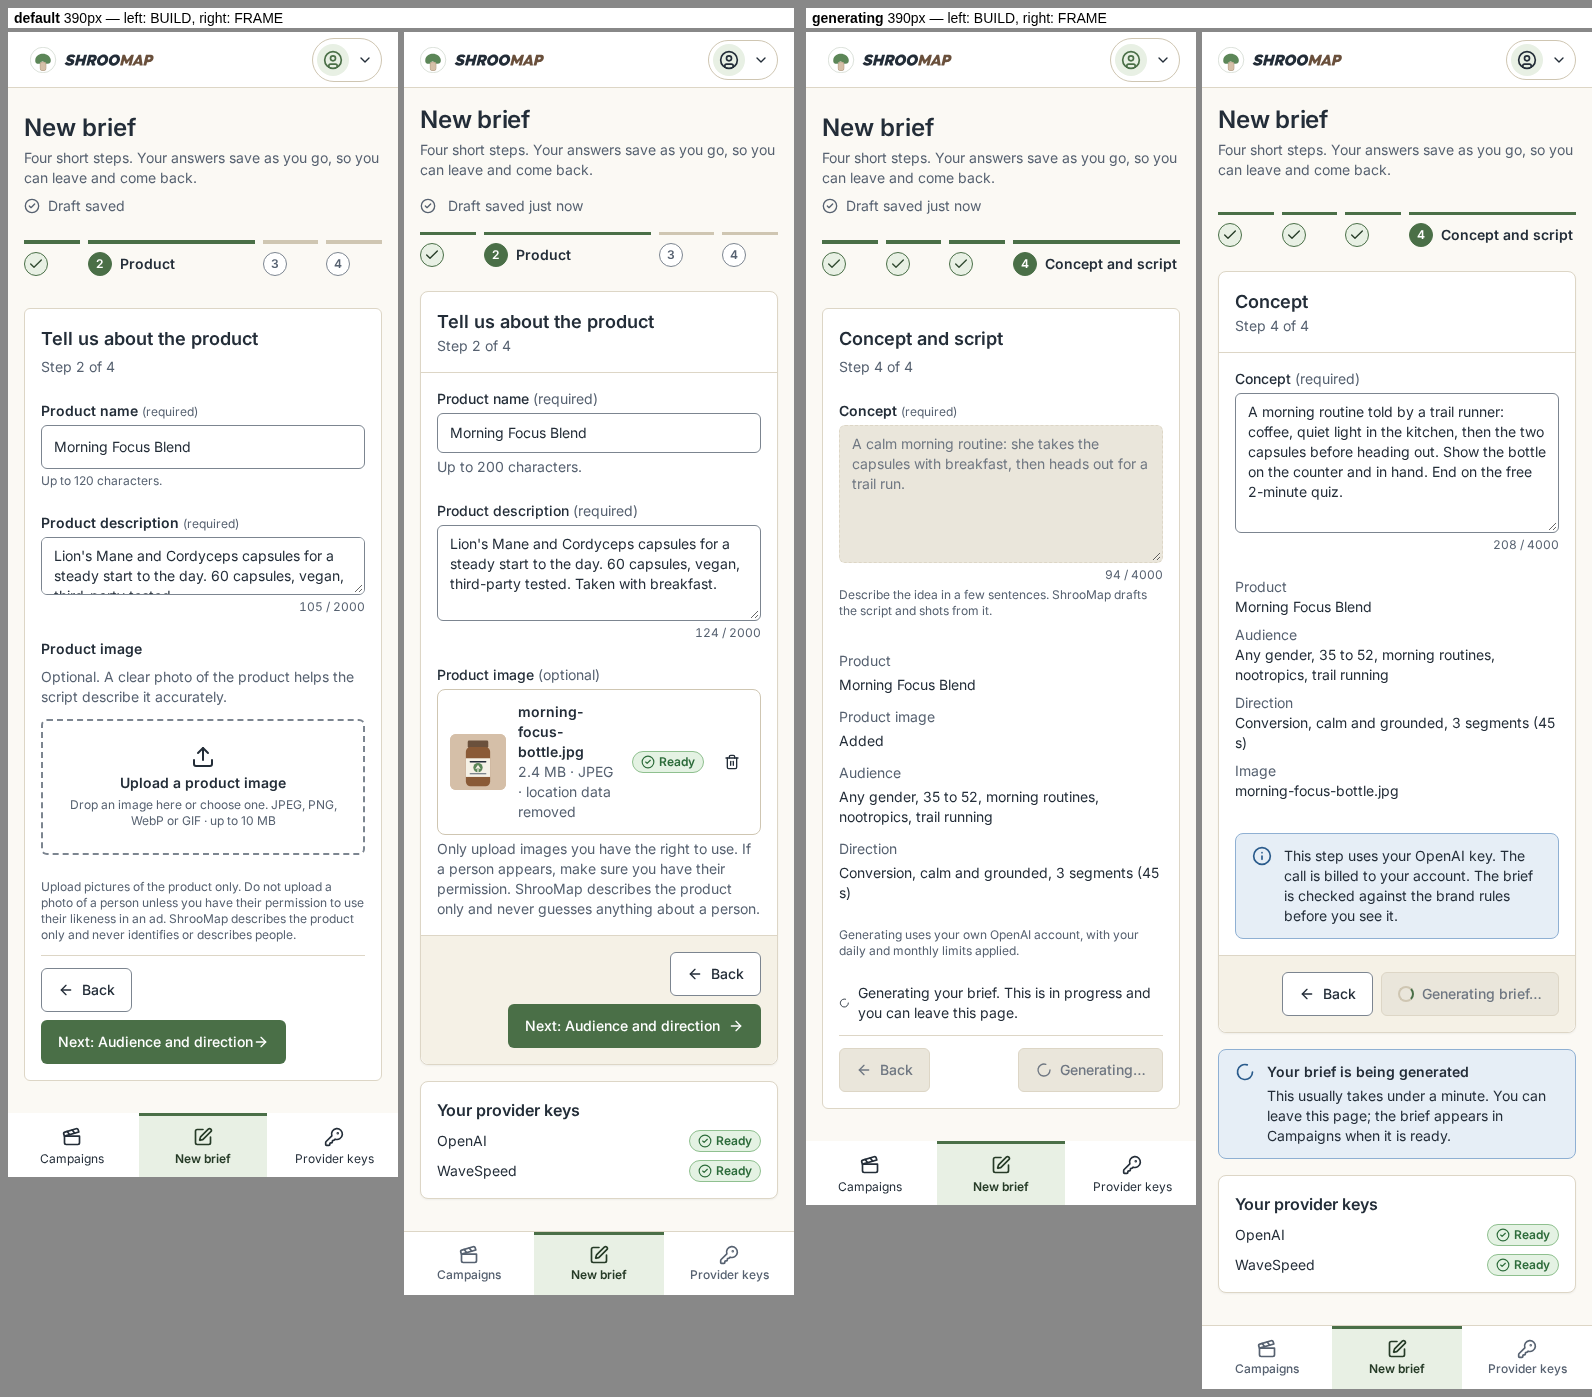 default 390px — left: BUILD, right: FRAME
SHROOMAP
New brief
Four short steps. Your answers save as you go, so you
can leave and come back.
Draft saved
2 Product 3 4
Tell us about the product
Step 2 of 4
Product name (required)
Morning Focus Blend
Up to 120 characters.
Product description (required)
Lion's Mane and Cordyceps capsules for a
steady start to the day. 60 capsules, vegan,
third-party tested.
105 / 2000
Product image
Optional. A clear photo of the product helps the
script describe it accurately.
Upload a product image
Drop an image here or choose one. JPEG, PNG,
WebP or GIF · up to 10 MB
Upload pictures of the product only. Do not upload a
photo of a person unless you have their permission to use
their likeness in an ad. ShrooMap describes the product
only and never identifies or describes people.
Back
Next: Audience and direction
Campaigns New brief Provider keys
SHROOMAP
New brief
Four short steps. Your answers save as you go, so you
can leave and come back.
Draft saved just now
2 Product 3 4
Tell us about the product
Step 2 of 4
Product name (required)
Morning Focus Blend
Up to 200 characters.
Product description (required)
Lion's Mane and Cordyceps capsules for a
steady start to the day. 60 capsules, vegan,
third-party tested. Taken with breakfast.
124 / 2000
Product image (optional)
morning-
focus-
bottle.jpg
2.4 MB · JPEG
· location data
removed
Ready
Only upload images you have the right to use. If
a person appears, make sure you have their
permission. ShrooMap describes the product
only and never guesses anything about a person.
Back
Next: Audience and direction
Your provider keys
OpenAI Ready
WaveSpeed Ready
Campaigns New brief Provider keys
generating 390px — left: BUILD, right: FRAME
SHROOMAP
New brief
Four short steps. Your answers save as you go, so you
can leave and come back.
Draft saved just now
4 Concept and script
Concept and script
Step 4 of 4
Concept (required)
A calm morning routine: she takes the
capsules with breakfast, then heads out for a
trail run.
94 / 4000
Describe the idea in a few sentences. ShrooMap drafts
the script and shots from it.
Product
Morning Focus Blend
Product image
Added
Audience
Any gender, 35 to 52, morning routines,
nootropics, trail running
Direction
Conversion, calm and grounded, 3 segments (45
s)
Generating uses your own OpenAI account, with your
daily and monthly limits applied.
Generating your brief. This is in progress and
you can leave this page.
Back Generating...
Campaigns New brief Provider keys
SHROOMAP
New brief
Four short steps. Your answers save as you go, so you
can leave and come back.
4 Concept and script
Concept
Step 4 of 4
Concept (required)
A morning routine told by a trail runner:
coffee, quiet light in the kitchen, then the two
capsules before heading out. Show the bottle
on the counter and in hand. End on the free
2-minute quiz.
208 / 4000
Product
Morning Focus Blend
Audience
Any gender, 35 to 52, morning routines,
nootropics, trail running
Direction
Conversion, calm and grounded, 3 segments (45
s)
Image
morning-focus-bottle.jpg
This step uses your OpenAI key. The
call is billed to your account. The brief
is checked against the brand rules
before you see it.
Back Generating brief...
Your brief is being generated
This usually takes under a minute. You can
leave this page; the brief appears in
Campaigns when it is ready.
Your provider keys
OpenAI Ready
WaveSpeed Ready
Campaigns New brief Provider keys